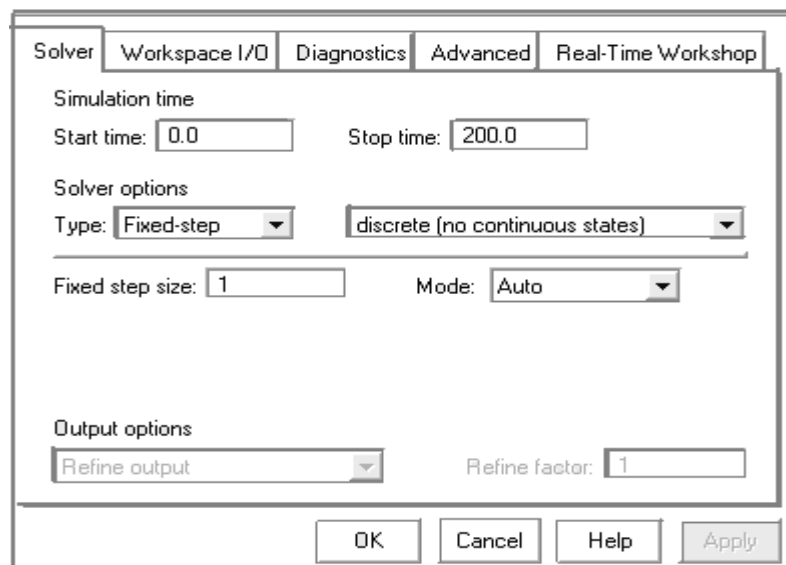 Solver Workspace I/O Diagnostics Advanced Real-Time Workshop
Simulation time
Start time: 0.0 Stop time: 200.0
Solver options
Type: Fixed-step discrete (no continuous states)
Fixed step size: 1 Mode: Auto
Output options
Refine output Refine factor: 1
OK Cancel Help Apply